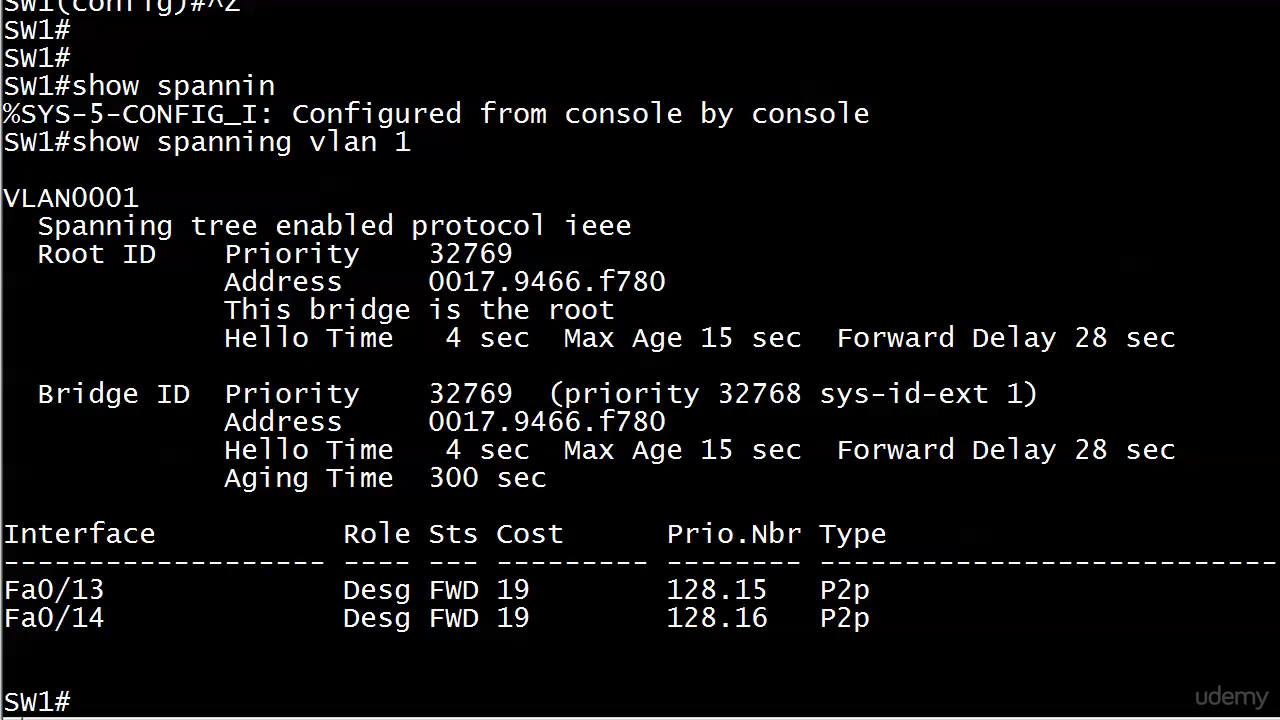 SW1(config)#^Z
SW1#
SW1#
SW1#show spannin
%SYS-5-CONFIG_I: Configured from console by console
SW1#show spanning vlan 1
VLAN0001
Spanning tree enabled protocol ieee
Root ID Priority 32769
Address 0017.9466.f780
This bridge is the root
Hello Time 4 sec Max Age 15 sec Forward Delay 28 sec
Bridge ID Priority 32769 (priority 32768 sys-id-ext 1)
Address 0017.9466.f780
Hello Time 4 sec Max Age 15 sec Forward Delay 28 sec
Aging Time 300 sec
Interface Role Sts Cost Prio.Nbr Type
------------------- ---- --- --------- -------- ---------------------------
Fa0/13 Desg FWD 19 128.15 P2p
Fa0/14 Desg FWD 19 128.16 P2p
SW1#
udemy